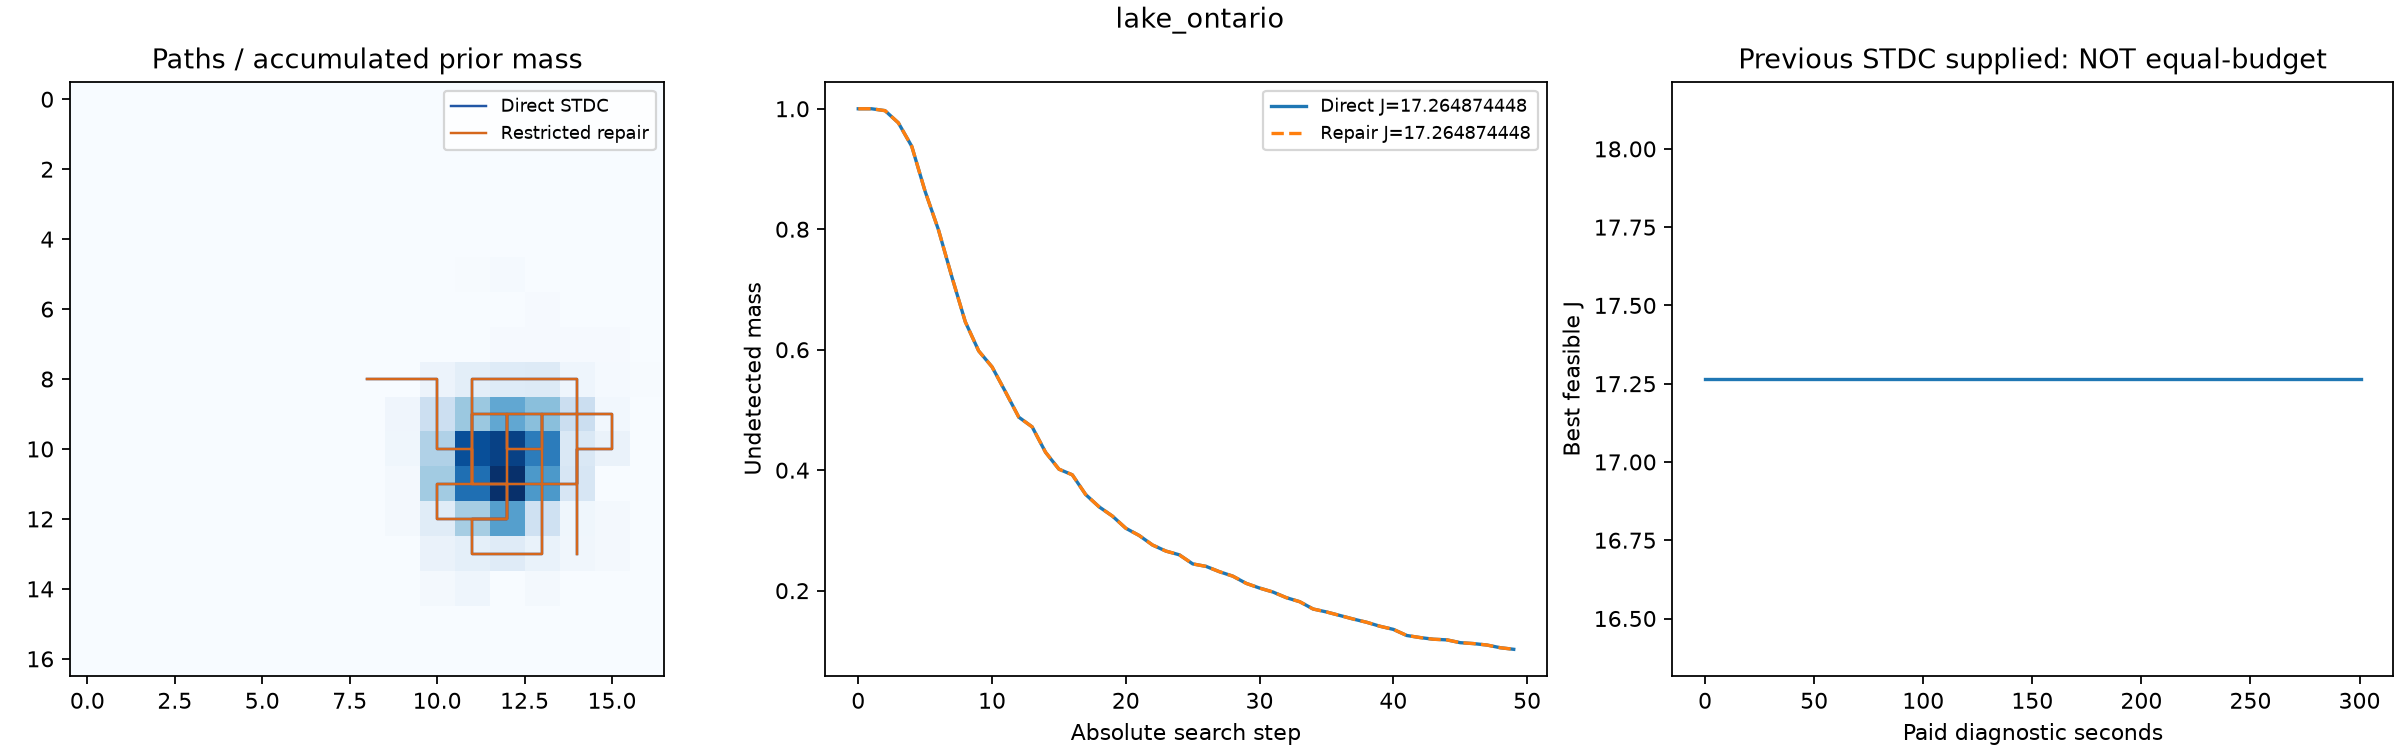 lake_ontario
Paths / accumulated prior mass
Direct STDC
Restricted repair
0
2
4
6
8
10
12
14
16
0.0 2.5 5.0 7.5 10.0 12.5 15.0
Direct J=17.264874448
Repair J=17.264874448
Undetected mass
1.0
0.8
0.6
0.4
0.2
0 10 20 30 40 50
Absolute search step
Previous STDC supplied: NOT equal-budget
Best feasible J
18.00
17.75
17.50
17.25
17.00
16.75
16.50
0 50 100 150 200 250 300
Paid diagnostic seconds